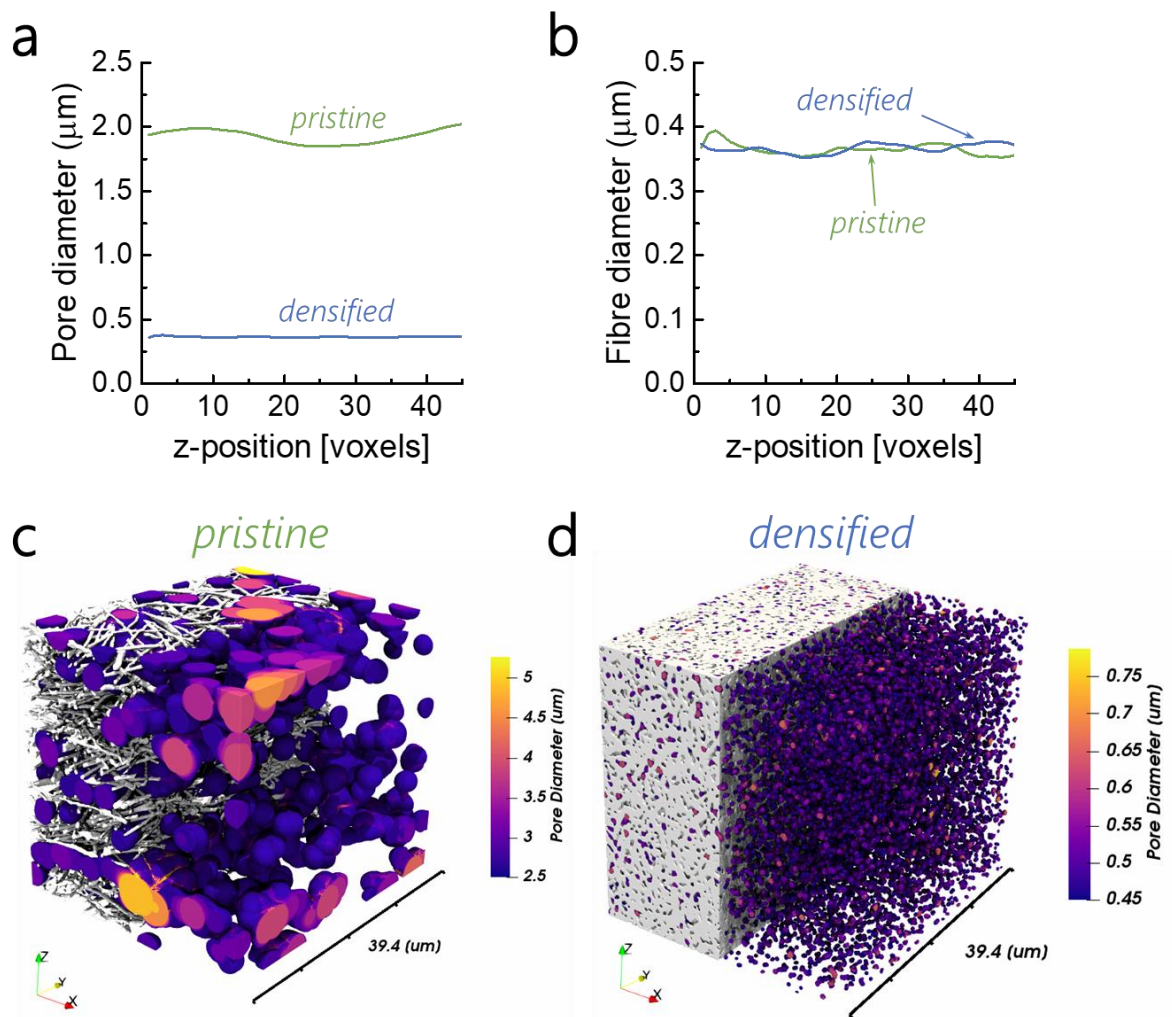 a
2.5
2.0
1.5
1.0
0.5
0.0
Pore diameter (μm)
pristine
densified
0 10 20 30 40
z-position [voxels]
b
0.5
0.4
0.3
0.2
0.1
0.0
Fibre diameter (μm)
densified
pristine
0 10 20 30 40
z-position [voxels]
c pristine
5
4.5
4
3.5
3
2.5
Pore Diameter (um)
39.4 (um)
Z
Y
X
d densified
0.75
0.7
0.65
0.6
0.55
0.5
0.45
Pore Diameter (um)
39.4 (um)
Z
Y
X